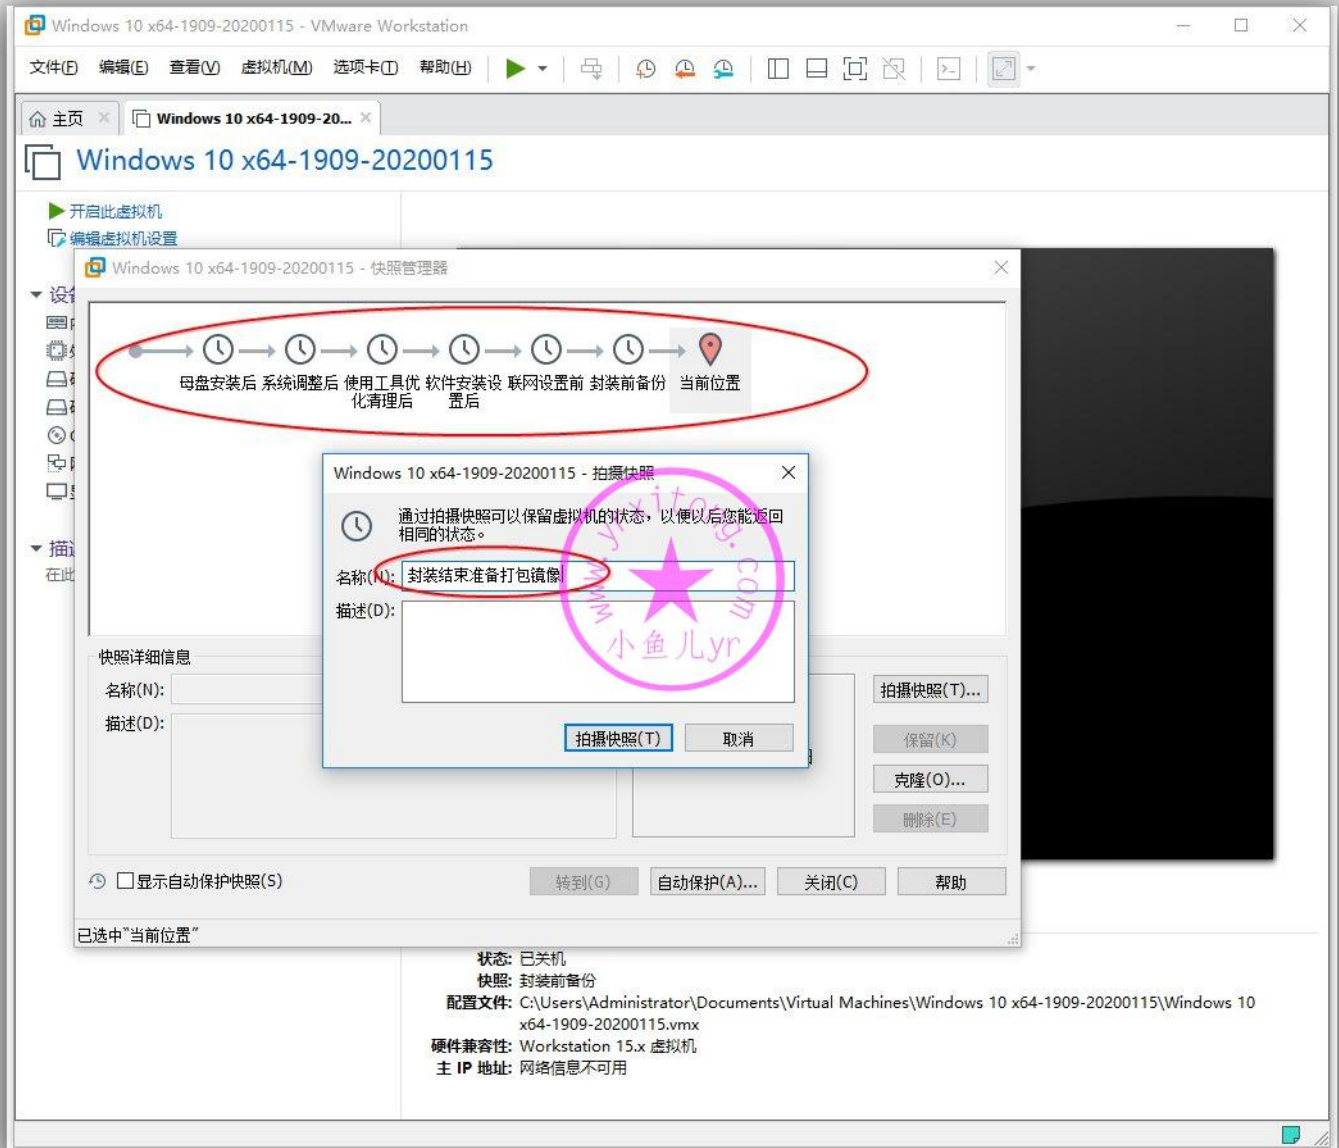 Windows 10 x64-1909-20200115 - VMware Workstation
文件(F) 编辑(E) 查看(V) 虚拟机(M) 选项卡(T) 帮助(H)
主页 Windows 10 x64-1909-20...
Windows 10 x64-1909-20200115
开启此虚拟机
编辑虚拟机设置
Windows 10 x64-1909-20200115 - 快照管理器
母盘安装后 系统调整后 使用工具优化清理后 软件安装设置后 联网设置前 封装前备份 当前位置
Windows 10 x64-1909-20200115 - 拍摄快照
通过拍摄快照可以保留虚拟机的状态，以便以后您能返回
相同的状态。
名称(N): 封装结束准备打包镜像
描述(D):
www.yrxitong.com
小鱼儿yr
拍摄快照(T) 取消
快照详细信息
名称(N):
描述(D):
拍摄快照(T)...
保留(K)
克隆(O)...
删除(E)
显示自动保护快照(S)
转到(G) 自动保护(A)... 关闭(C) 帮助
已选中"当前位置"
状态: 已关机
快照: 封装前备份
配置文件: C:\Users\Administrator\Documents\Virtual Machines\Windows 10 x64-1909-20200115\Windows 10
x64-1909-20200115.vmx
硬件兼容性: Workstation 15.x 虚拟机
主 IP 地址: 网络信息不可用